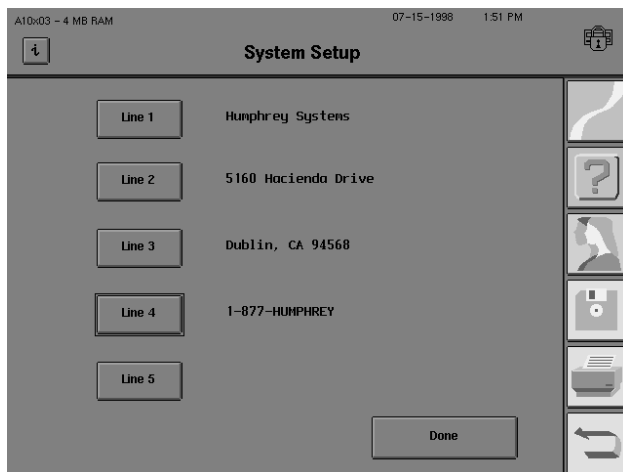 A10x03 – 4 MB RAM
07-15-1998 1:51 PM
i
System Setup
Line 1 Humphrey Systems
Line 2 5160 Hacienda Drive
Line 3 Dublin, CA 94568
Line 4 1-877-HUMPHREY
Line 5
Done
?